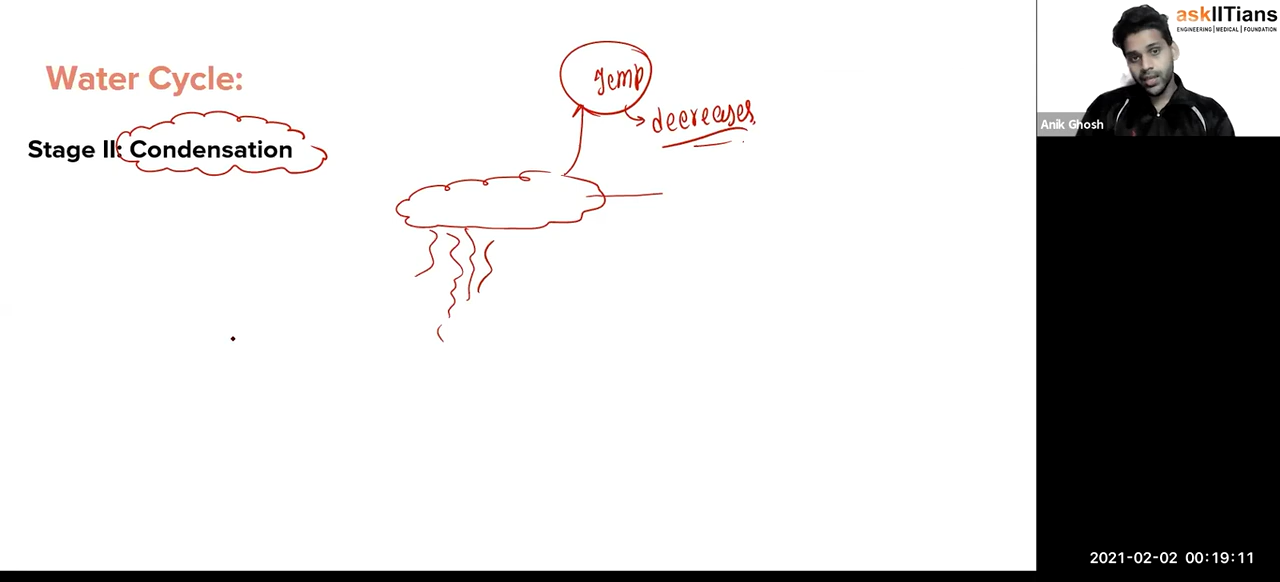 Water Cycle:
Stage II: Condensation
Temp
decreases.
askIITians
ENGINEERING | MEDICAL | FOUNDATION
Anik Ghosh
2021-02-02 00:19:11